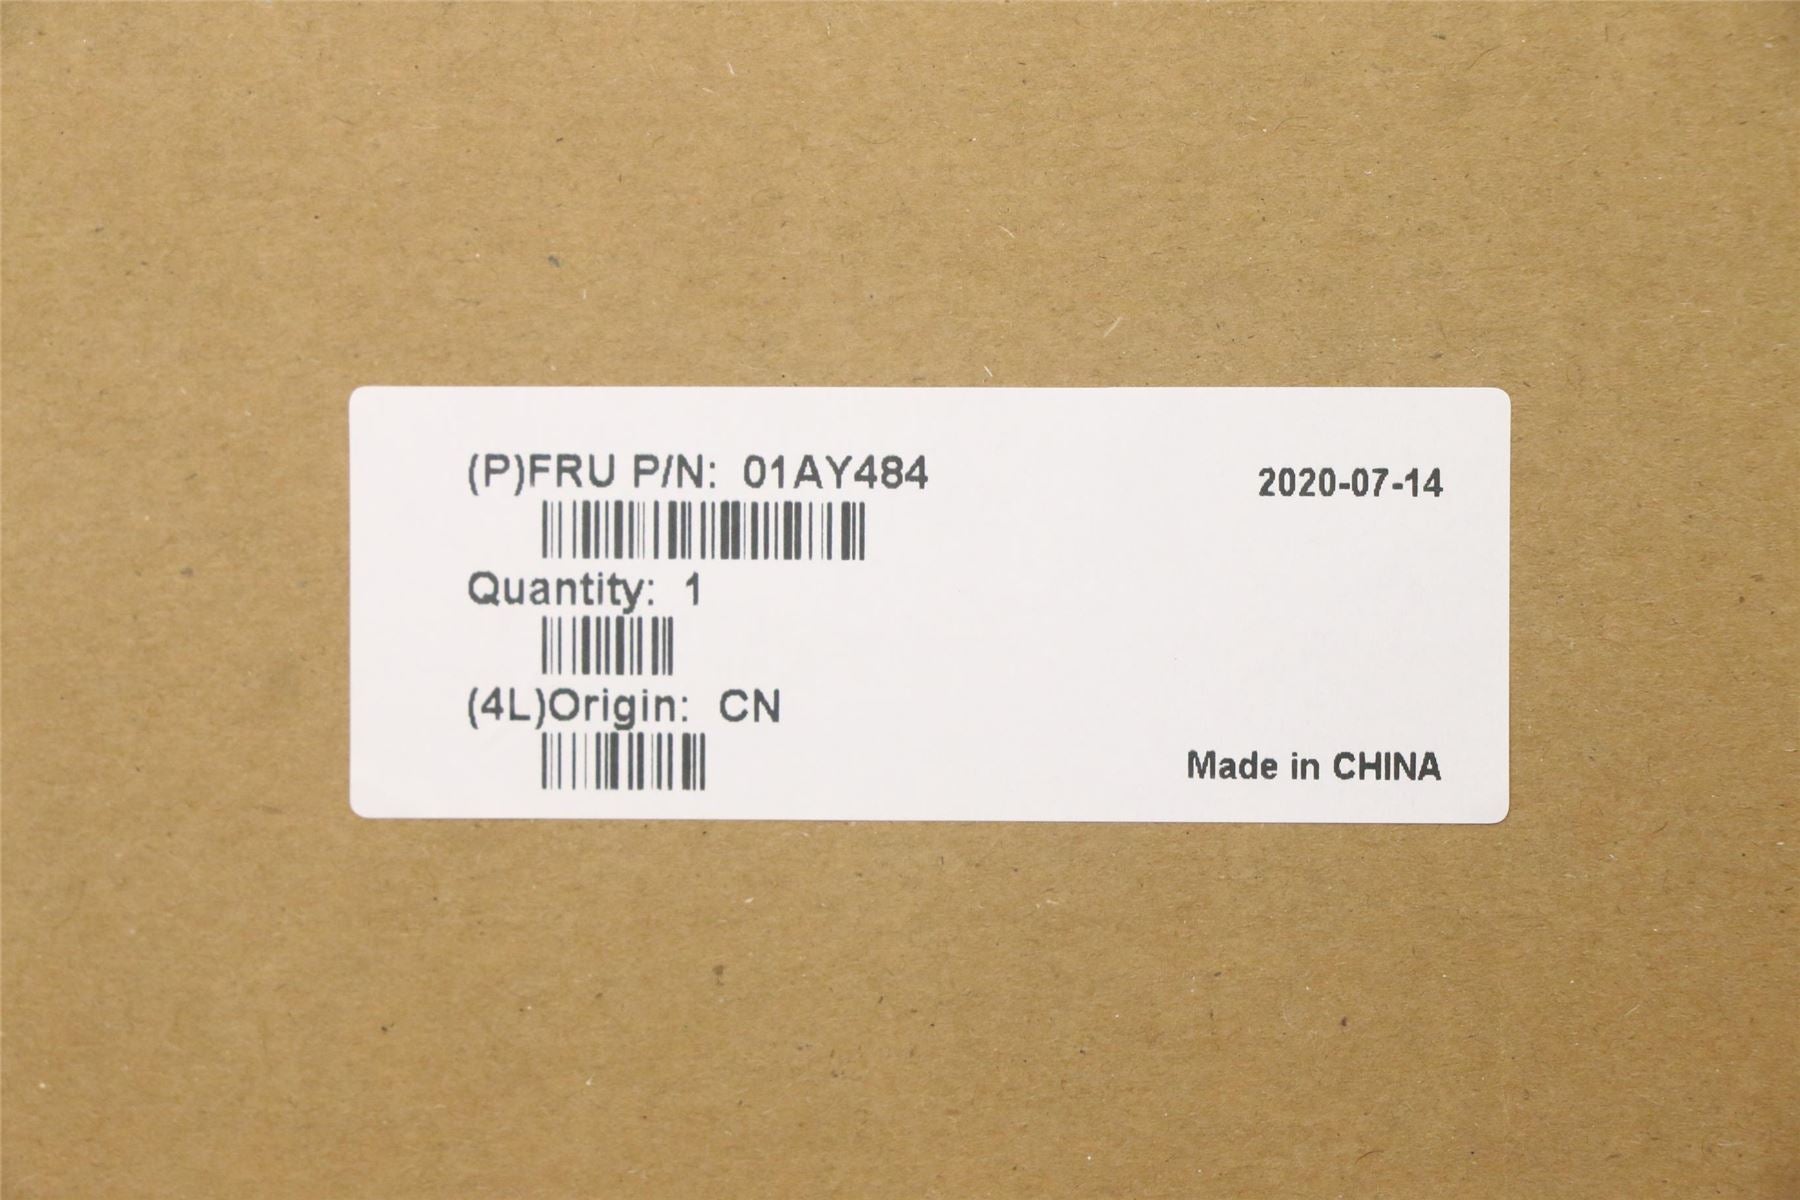 (P)FRU P/N: 01AY484
2020-07-14
Quantity: 1
(4L)Origin: CN
Made in CHINA